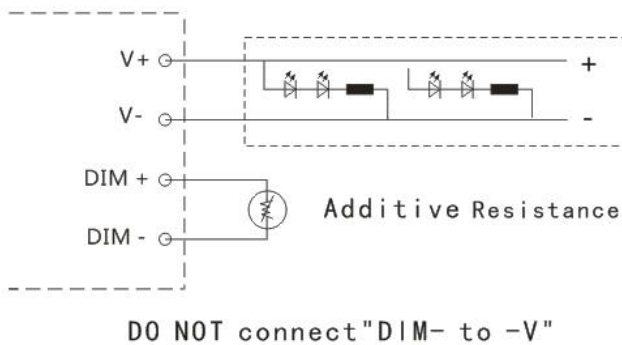 V+
+
V-
-
DIM +
Additive Resistance
DIM -
DO NOT connect"DIM- to -V"